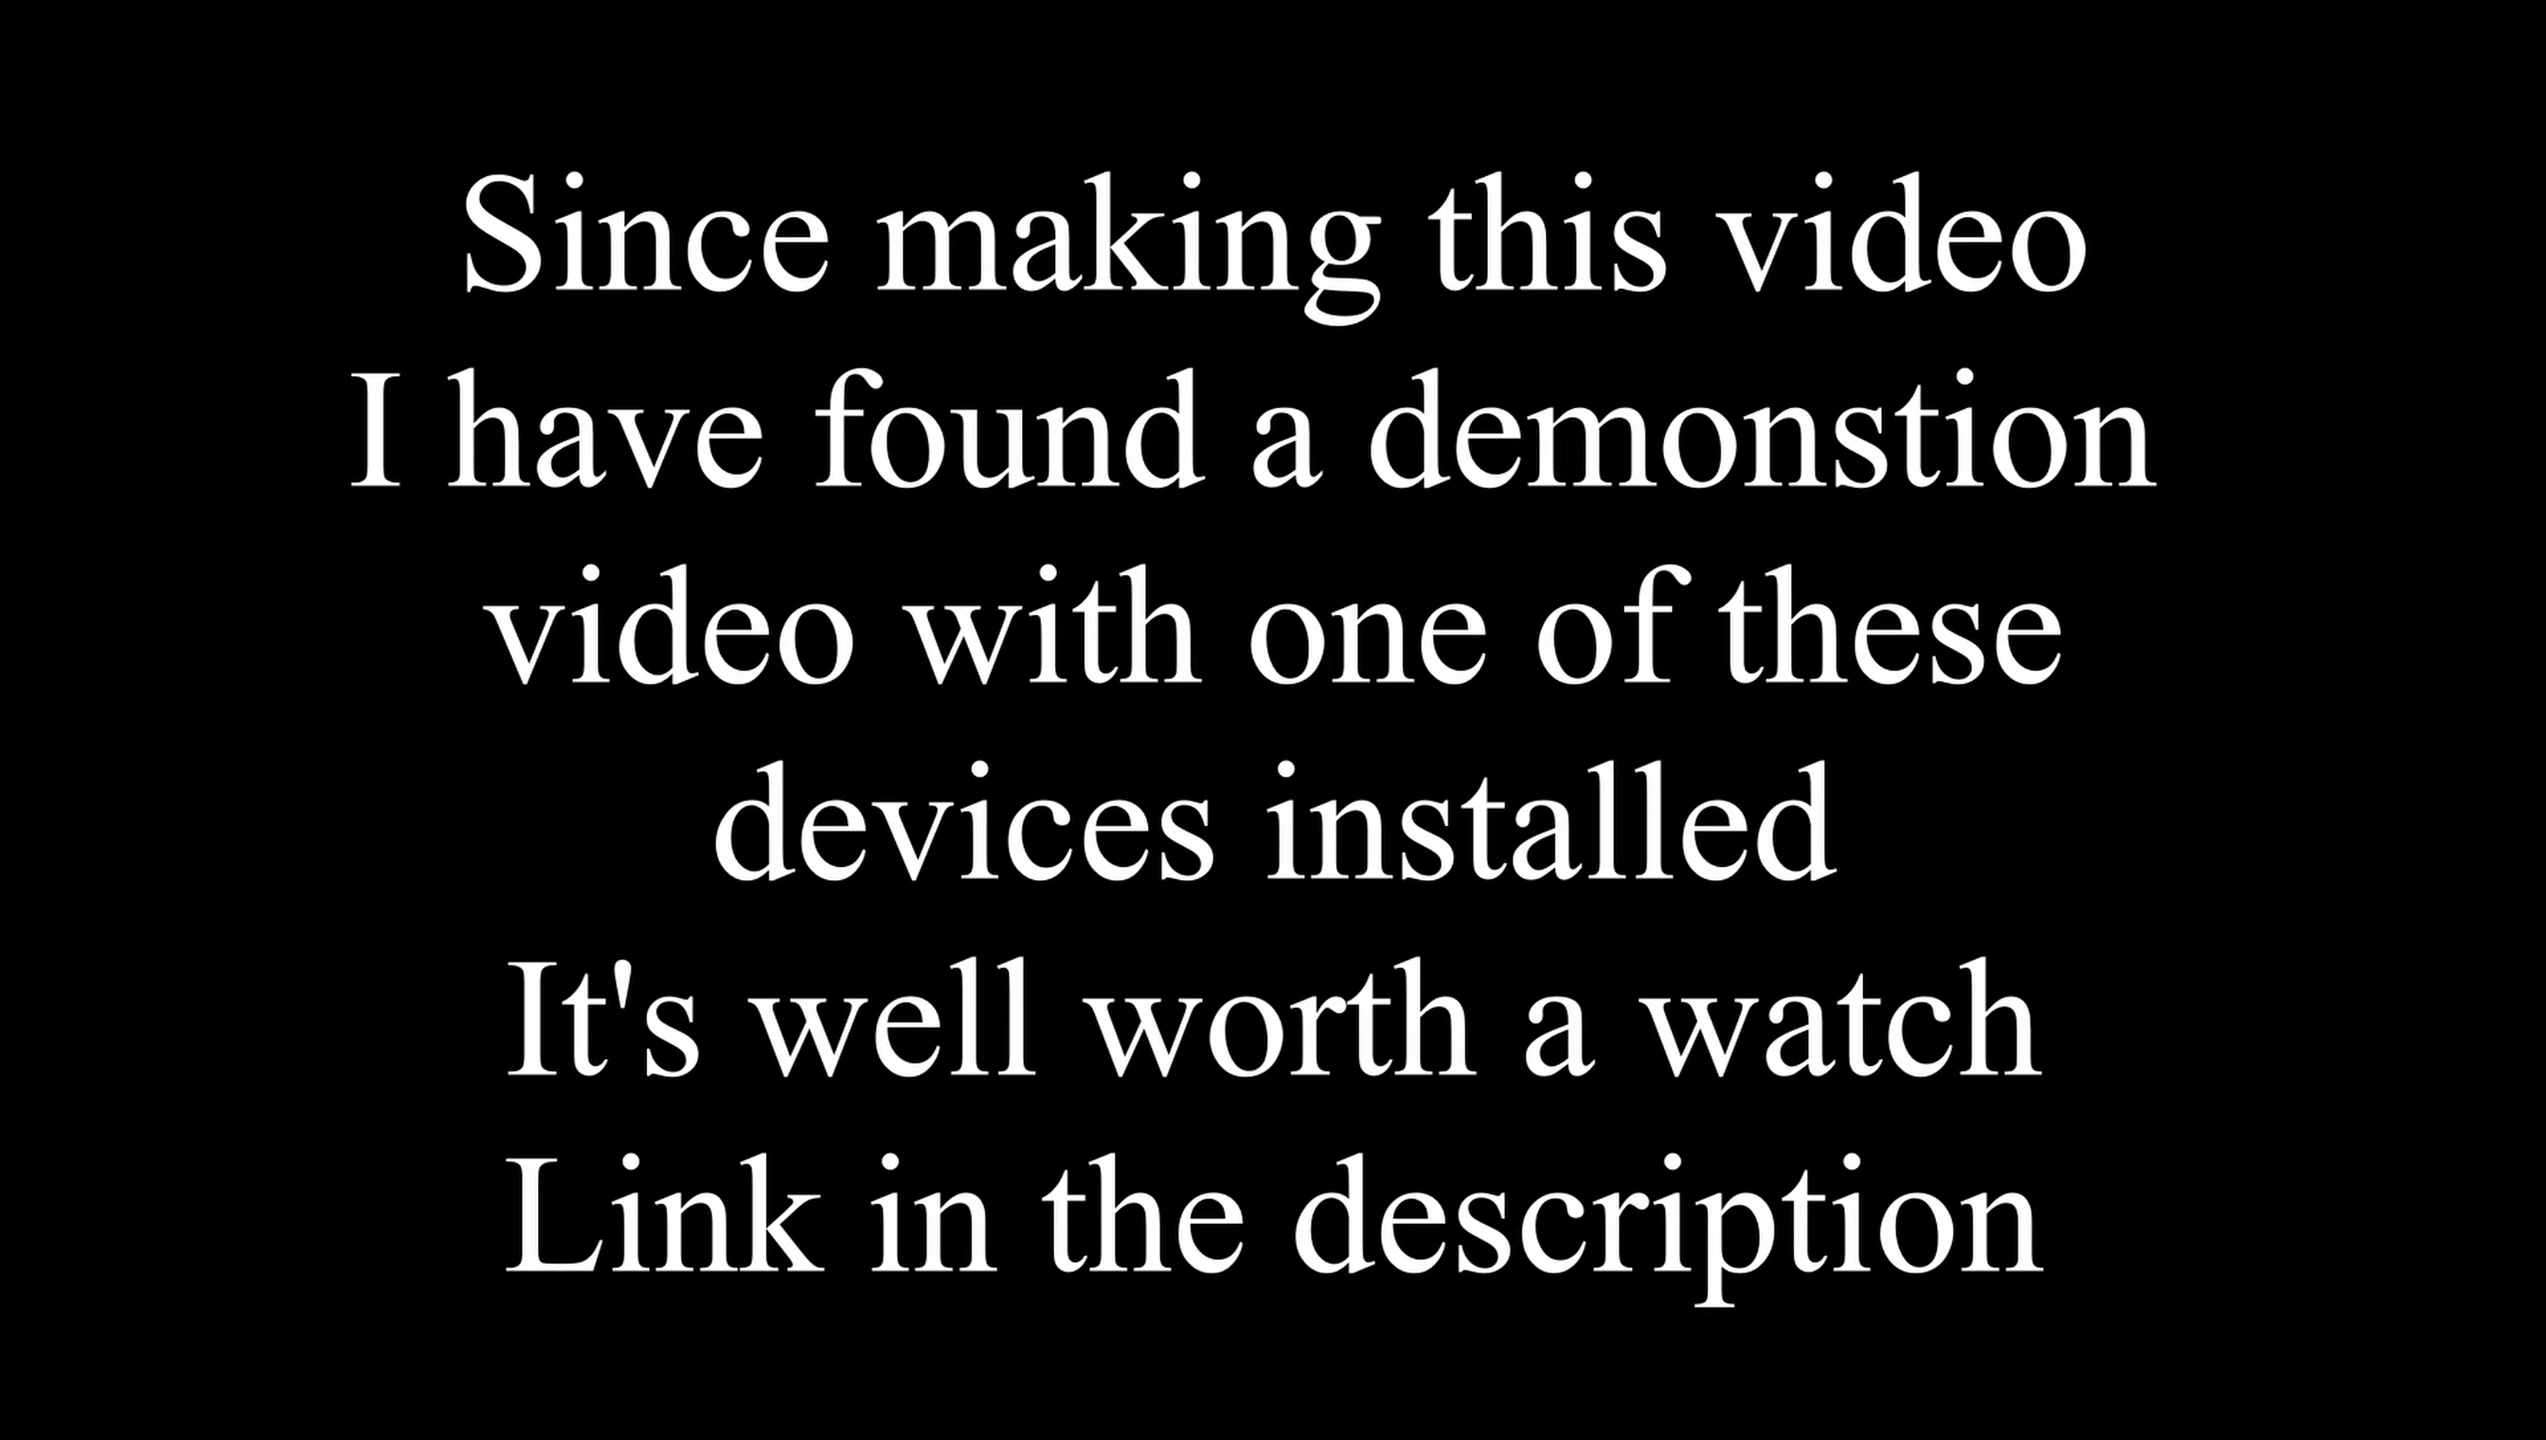 Since making this video
I have found a demonstion
video with one of these
devices installed
It's well worth a watch
Link in the description